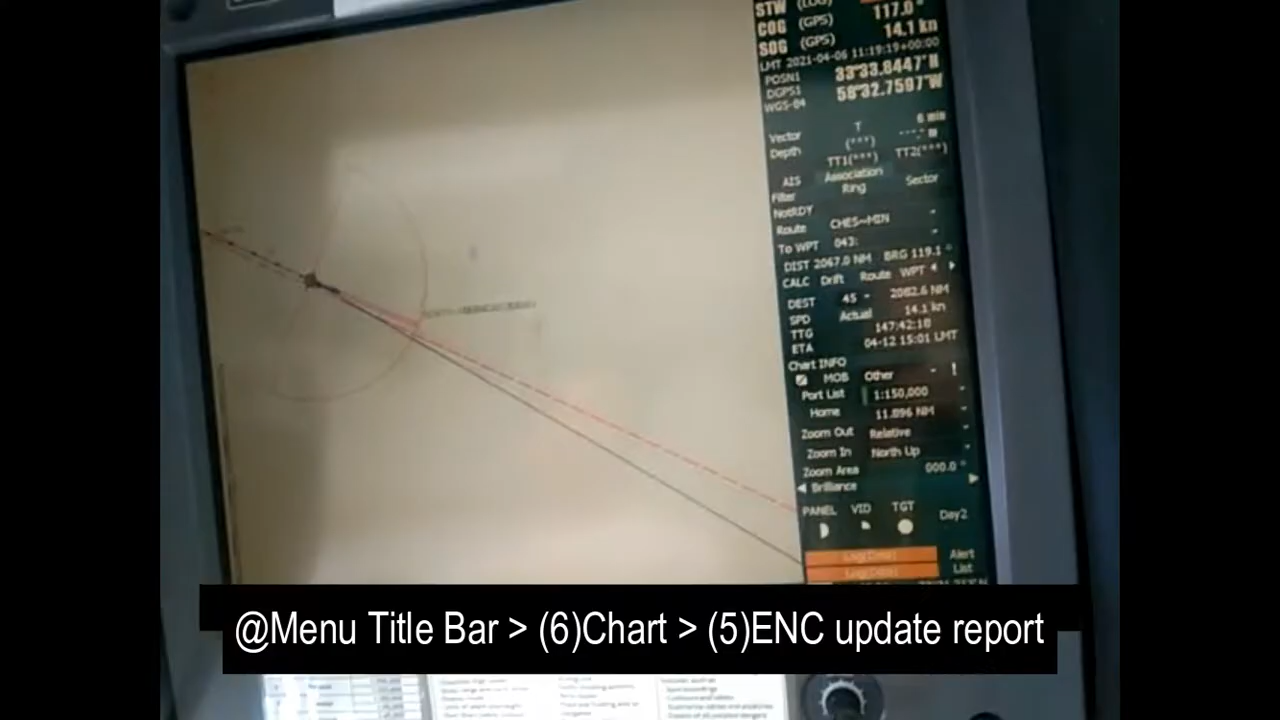 STW (LOG)
COG (GPS) 117.0°
SOG (GPS) 14.1 kn
LMT 2021-04-06 11:19:19+00:00
POSN1 33°33.8447'N
DGPS1 58°32.7597'W
WGS-84
6 min
Vector T
Depth (***) ---.- m
TT1(***) TT2(***)
AIS Association Sector
Filter Ring
NotRDY
Route CHES~MIN
To WPT 043:
DIST 2067.0 NM BRG 119.1°
CALC Drift Route WPT
DEST 45 2082.6 NM
SPD Actual 14.1 kn
TTG 147:42:18
ETA 04-12 15:01 LMT
Chart INFO
MOB Other !
Port List 1:150,000
Home 11.896 NM
Zoom Out Relative
Zoom In North Up
Zoom Area 000.0°
Brilliance
PANEL VID TGT Day2
Alert
List
@Menu Title Bar > (6)Chart > (5)ENC update report